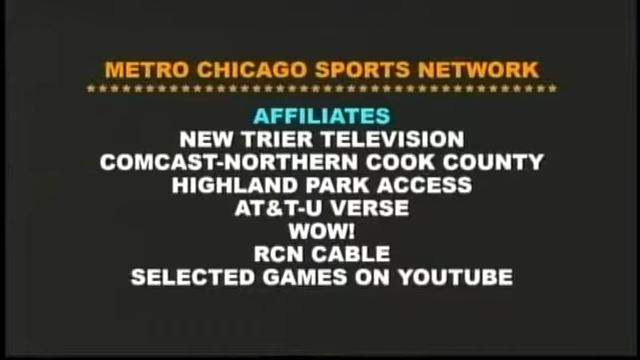 METRO CHICAGO SPORTS NETWORK
****************************************
AFFILIATES
NEW TRIER TELEVISION
COMCAST-NORTHERN COOK COUNTY
HIGHLAND PARK ACCESS
AT&T-U VERSE
WOW!
RCN CABLE
SELECTED GAMES ON YOUTUBE